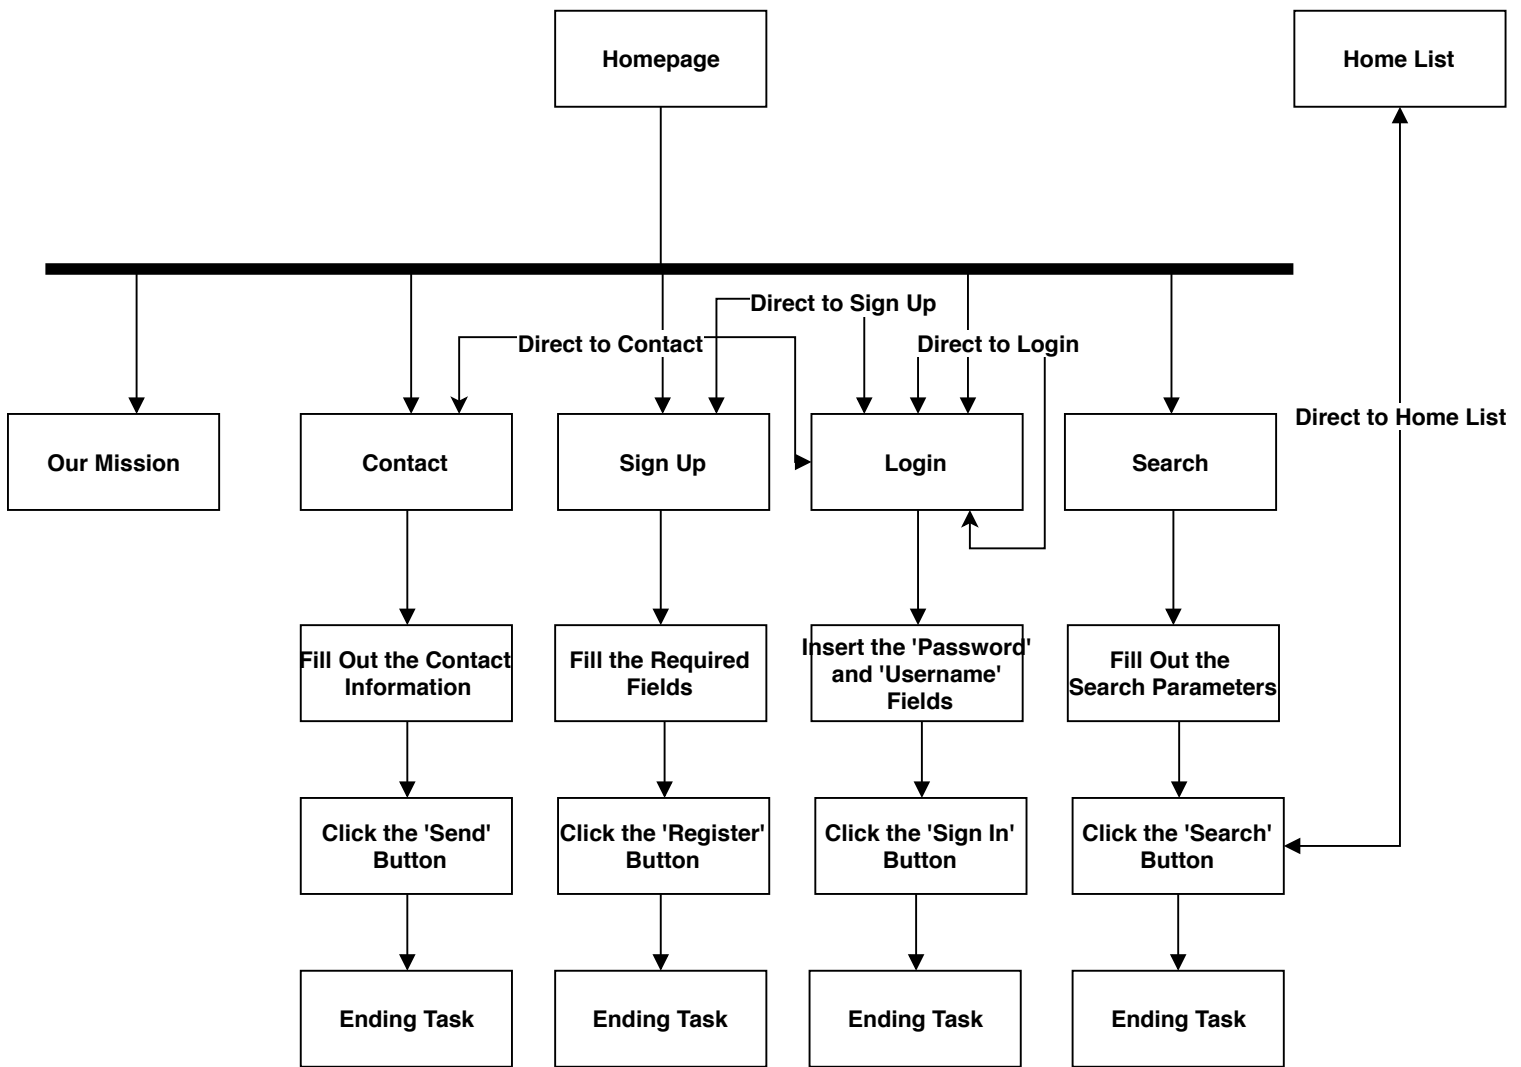 Homepage
Home List
Direct to Sign Up
Direct to Contact
Direct to Login
Direct to Home List
Our Mission
Contact
Sign Up
Login
Search
Fill Out the Contact
Information
Fill the Required
Fields
Insert the 'Password'
and 'Username'
Fields
Fill Out the
Search Parameters
Click the 'Send'
Button
Click the 'Register'
Button
Click the 'Sign In'
Button
Click the 'Search'
Button
Ending Task
Ending Task
Ending Task
Ending Task